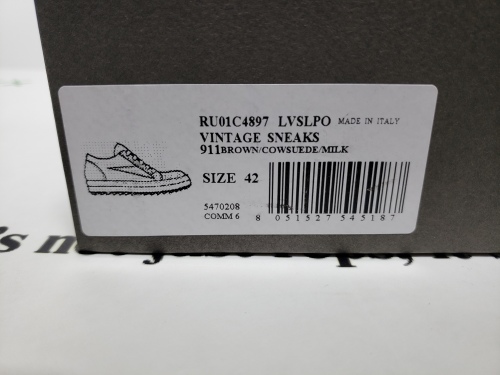 RU01C4897 LVSLPO MADE IN ITALY
VINTAGE SNEAKS
911BROWN/COWSUEDE/MILK
SIZE 42
5470208
COMM 6
8 051527 545187